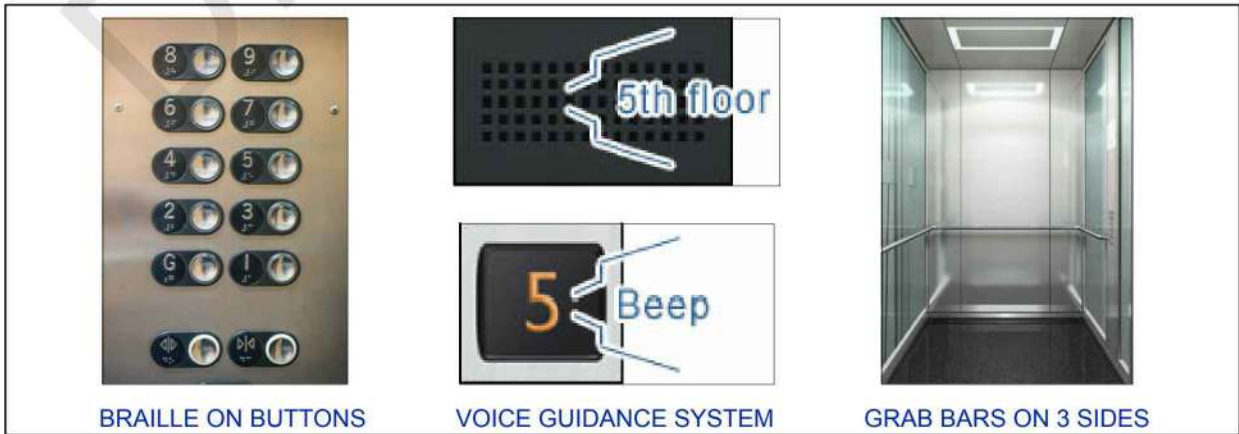 8 9
6 7
4 5
2 3
G 1
5th floor
5
Beep
BRAILLE ON BUTTONS
VOICE GUIDANCE SYSTEM
GRAB BARS ON 3 SIDES